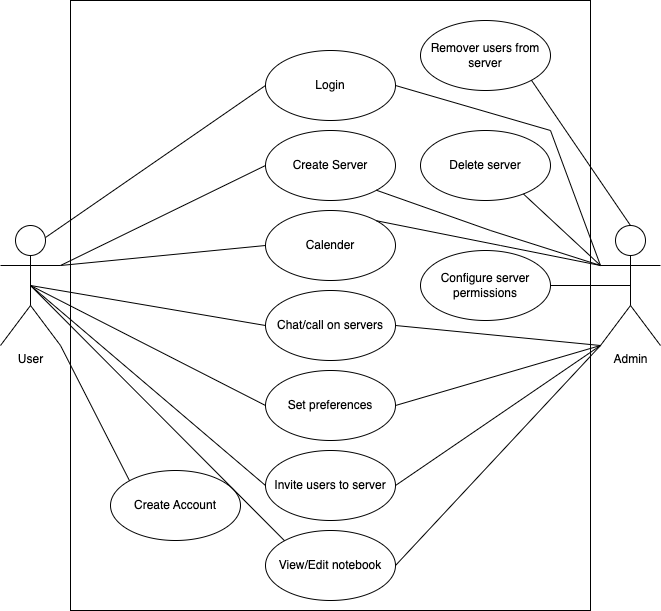 Remover users from
server
Login
Create Server
Delete server
Calender
Configure server
permissions
Chat/call on servers
User
Admin
Set preferences
Invite users to server
Create Account
View/Edit notebook